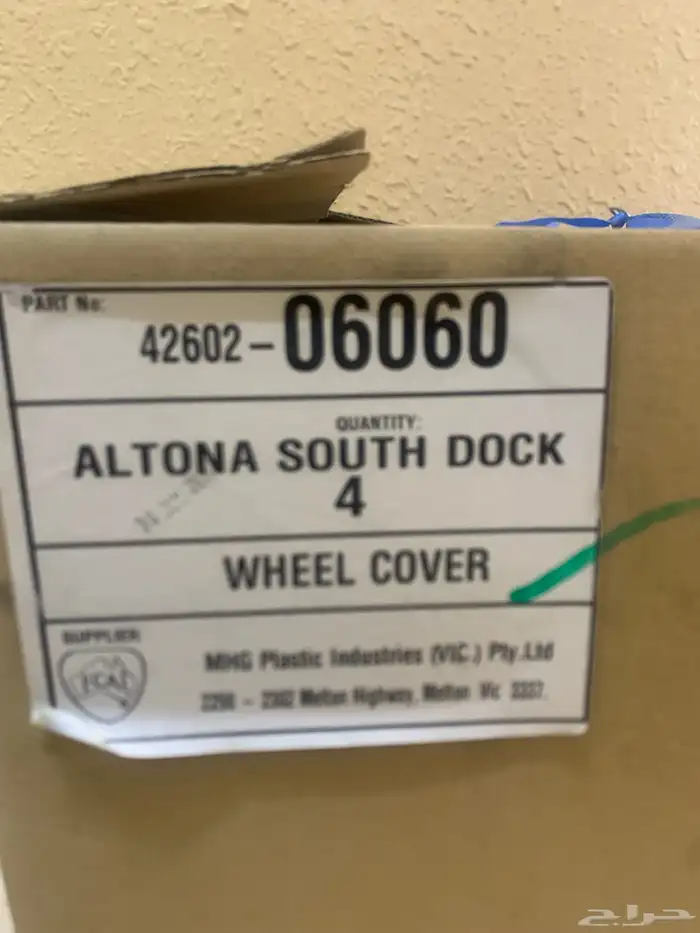 PART No:
42602-06060
QUANTITY:
ALTONA SOUTH DOCK
4
WHEEL COVER
SUPPLIER
MHG Plastic Industries (VIC.) Pty.Ltd
Melton Highway, Melton Vic 3337.
حراج